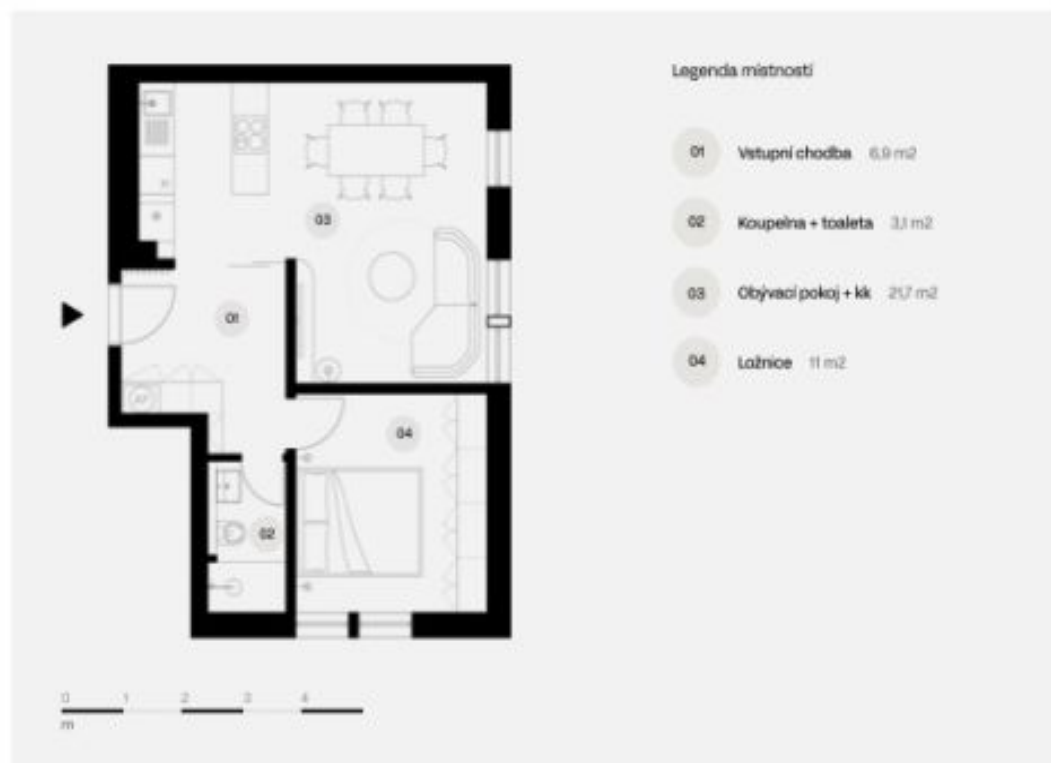 Legenda místností
01 Vstupní chodba 6,9 m2
02 Koupelna + toaleta 3,1 m2
03 Obývací pokoj + kk 21,7 m2
04 Ložnice 11 m2
03
01
04
02
0 1 2 3 4
m